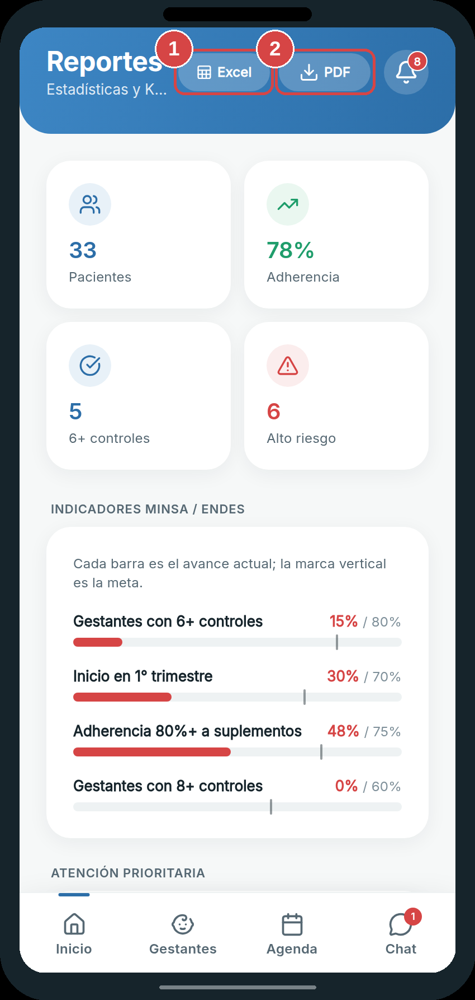 Reportes
Estadísticas y K...
1
Excel
2
PDF
8
33
Pacientes
78%
Adherencia
5
6+ controles
6
Alto riesgo
INDICADORES MINSA / ENDES
Cada barra es el avance actual; la marca vertical
es la meta.
Gestantes con 6+ controles 15% / 80%
Inicio en 1° trimestre 30% / 70%
Adherencia 80%+ a suplementos 48% / 75%
Gestantes con 8+ controles 0% / 60%
ATENCIÓN PRIORITARIA
Inicio
Gestantes
Agenda
1
Chat